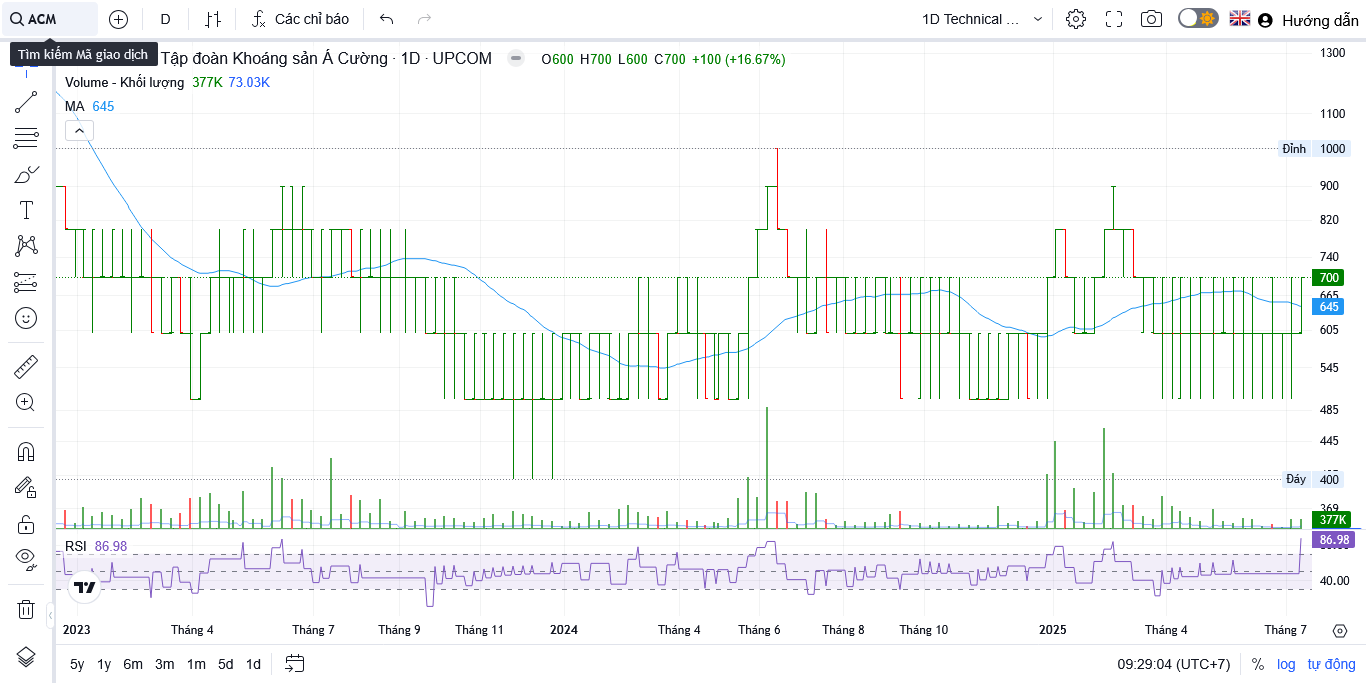 ACM D Các chỉ báo 1D Technical ... Hướng dẫn
Tìm kiếm Mã giao dịch Tập đoàn Khoáng sản Á Cường · 1D · UPCOM O600 H700 L600 C700 +100 (+16.67%)
Volume - Khối lượng 377K 73.03K
MA 645
1300
1100
Đỉnh 1000
900
820
740
700
665
645
605
545
485
445
Đáy 400
369
377K
RSI 86.98
86.98
40.00
2023 Tháng 4 Tháng 7 Tháng 9 Tháng 11 2024 Tháng 4 Tháng 6 Tháng 8 Tháng 10 2025 Tháng 4 Tháng 7
5y 1y 6m 3m 1m 5d 1d 09:29:04 (UTC+7) % log tự động